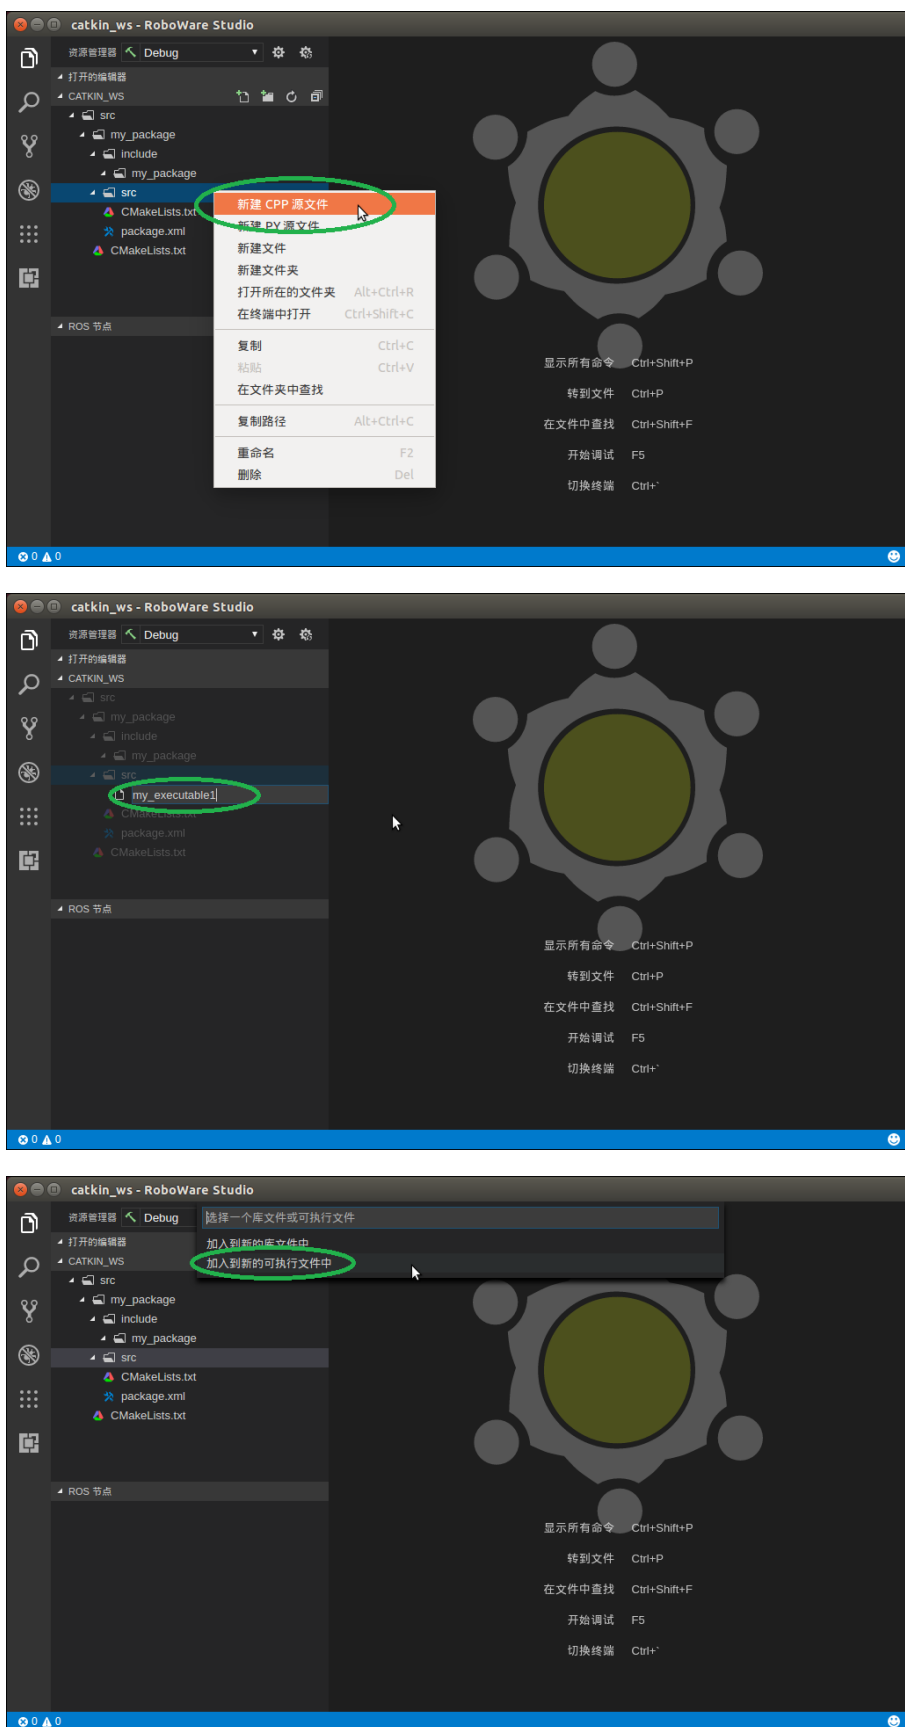 catkin_ws - RoboWare Studio
资源管理器 Debug
打开的编辑器
CATKIN_WS
src
my_package
include
my_package
src
CMakeLists.txt
package.xml
CMakeLists.txt
ROS 节点
新建 CPP 源文件
新建 PY 源文件
新建文件
新建文件夹
打开所在的文件夹 Alt+Ctrl+R
在终端中打开 Ctrl+Shift+C
复制 Ctrl+C
粘贴 Ctrl+V
在文件夹中查找
复制路径 Alt+Ctrl+C
重命名 F2
删除 Del
显示所有命令 Ctrl+Shift+P
转到文件 Ctrl+P
在文件中查找 Ctrl+Shift+F
开始调试 F5
切换终端 Ctrl+`
0 0
catkin_ws - RoboWare Studio
资源管理器 Debug
打开的编辑器
CATKIN_WS
src
my_package
include
my_package
src
my_executable1
CMakeLists.txt
package.xml
CMakeLists.txt
ROS 节点
显示所有命令 Ctrl+Shift+P
转到文件 Ctrl+P
在文件中查找 Ctrl+Shift+F
开始调试 F5
切换终端 Ctrl+`
0 0
catkin_ws - RoboWare Studio
资源管理器 Debug
选择一个库文件或可执行文件
加入到新的库文件中
加入到新的可执行文件中
打开的编辑器
CATKIN_WS
src
my_package
include
my_package
src
CMakeLists.txt
package.xml
CMakeLists.txt
ROS 节点
显示所有命令 Ctrl+Shift+P
转到文件 Ctrl+P
在文件中查找 Ctrl+Shift+F
开始调试 F5
切换终端 Ctrl+`
0 0